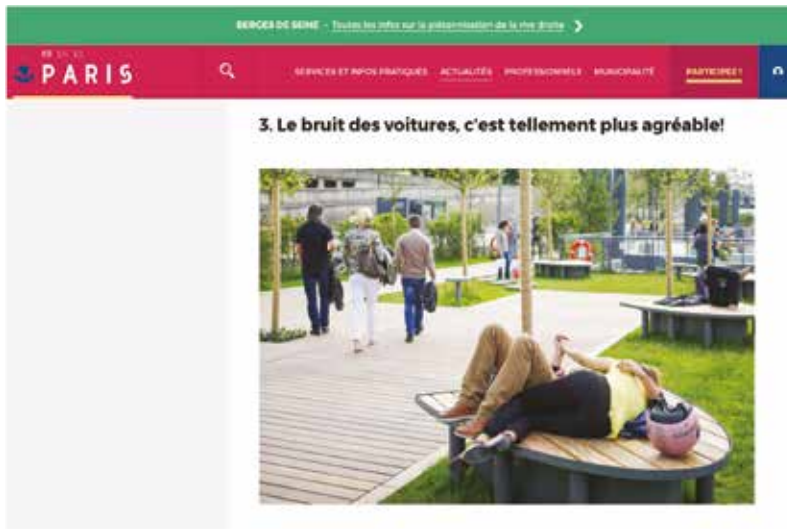 BERGES DE SEINE - Toutes les infos sur la piétonnisation de la rive droite
PARIS
SERVICES ET INFOS PRATIQUES ACTUALITÉS PROFESSIONNELS MUNICIPALITÉ PARTICIPEZ !
3. Le bruit des voitures, c'est tellement plus agréable!